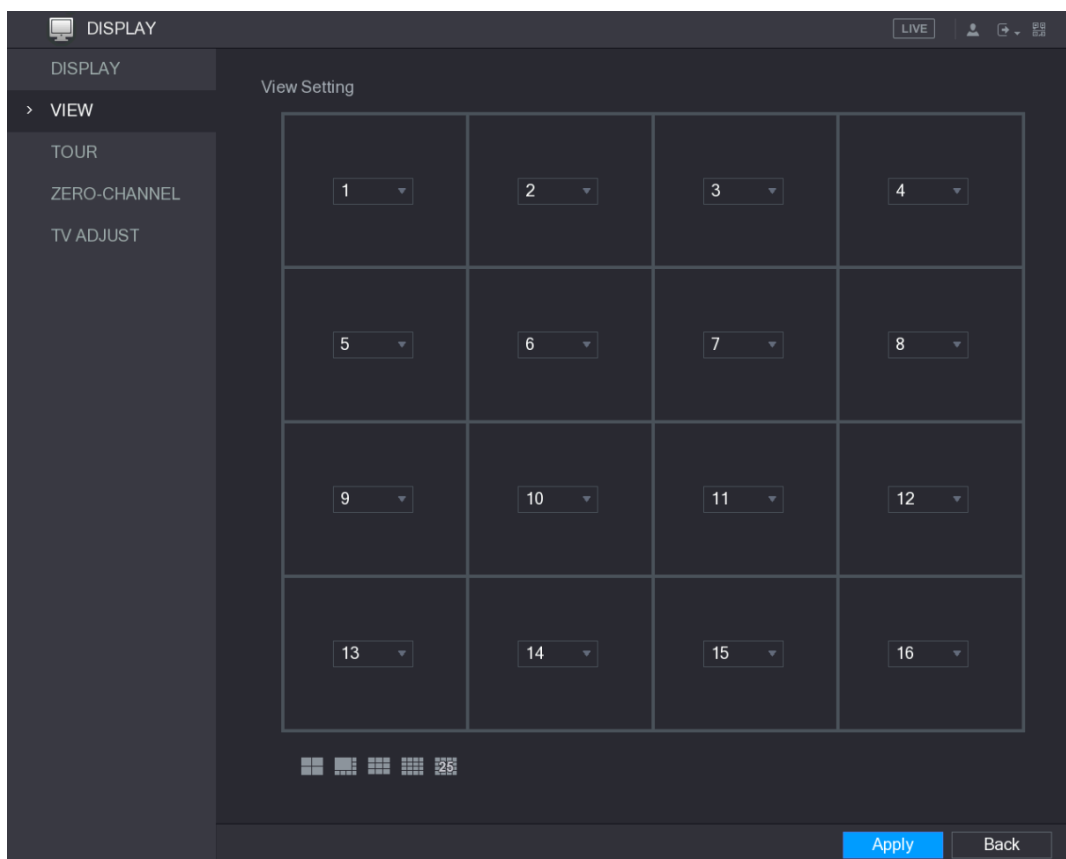 DISPLAY
LIVE
DISPLAY
VIEW
TOUR
ZERO-CHANNEL
TV ADJUST
View Setting
1 2 3 4
5 6 7 8
9 10 11 12
13 14 15 16
25
Apply Back